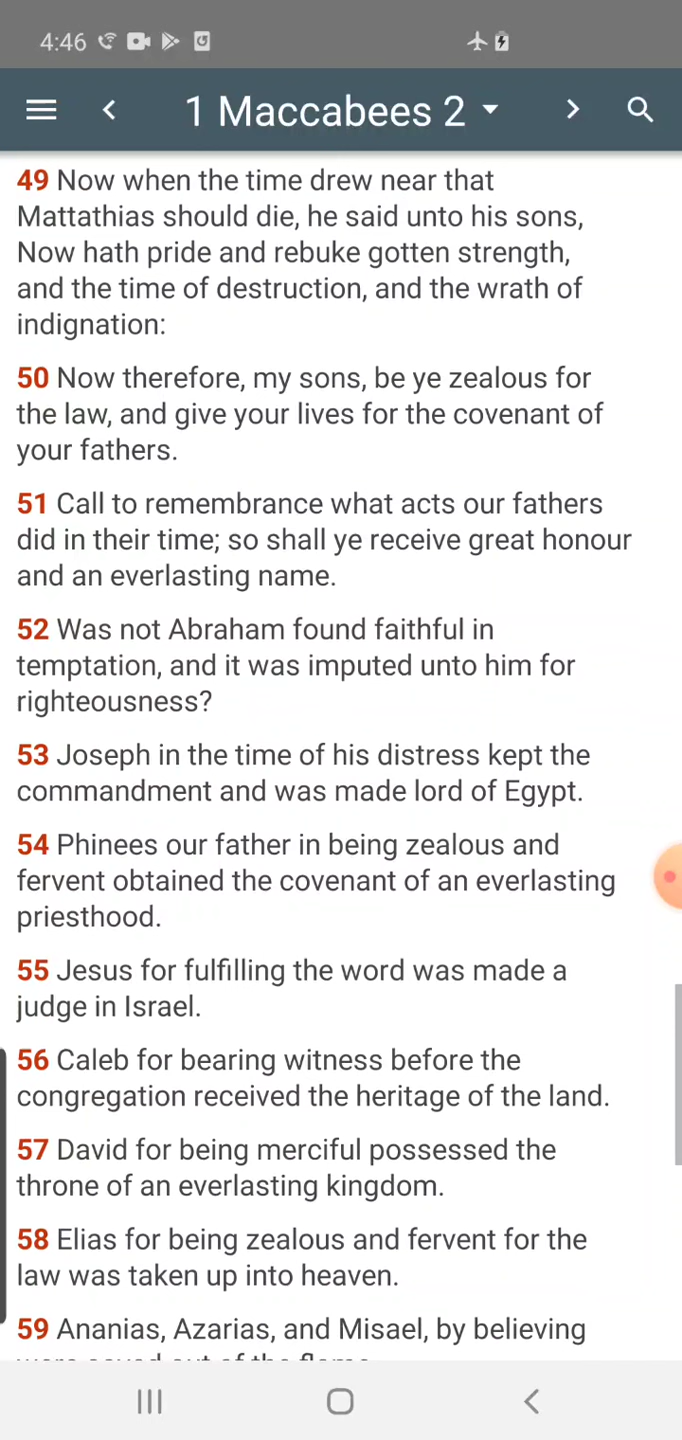 4:46
1 Maccabees 2
49 Now when the time drew near that
Mattathias should die, he said unto his sons,
Now hath pride and rebuke gotten strength,
and the time of destruction, and the wrath of
indignation:
50 Now therefore, my sons, be ye zealous for
the law, and give your lives for the covenant of
your fathers.
51 Call to remembrance what acts our fathers
did in their time; so shall ye receive great honour
and an everlasting name.
52 Was not Abraham found faithful in
temptation, and it was imputed unto him for
righteousness?
53 Joseph in the time of his distress kept the
commandment and was made lord of Egypt.
54 Phinees our father in being zealous and
fervent obtained the covenant of an everlasting
priesthood.
55 Jesus for fulfilling the word was made a
judge in Israel.
56 Caleb for bearing witness before the
congregation received the heritage of the land.
57 David for being merciful possessed the
throne of an everlasting kingdom.
58 Elias for being zealous and fervent for the
law was taken up into heaven.
59 Ananias, Azarias, and Misael, by believing